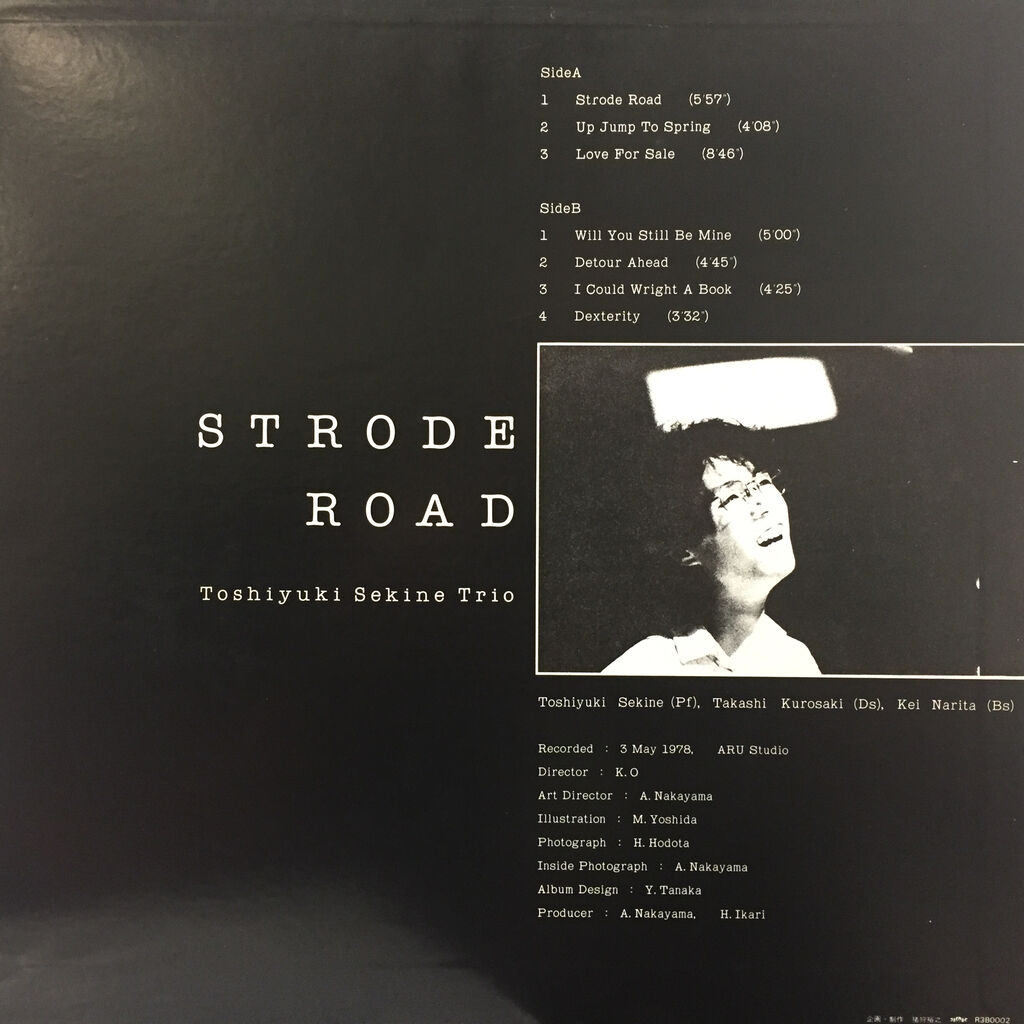 SideA
1 Strode Road (5'57")
2 Up Jump To Spring (4'08")
3 Love For Sale (8'46")
SideB
1 Will You Still Be Mine (5'00")
2 Detour Ahead (4'45")
3 I Could Wright A Book (4'25")
4 Dexterity (3'32")
STRODE
ROAD
Toshiyuki Sekine Trio
Toshiyuki Sekine (Pf), Takashi Kurosaki (Ds), Kei Narita (Bs)
Recorded : 3 May 1978, ARU Studio
Director : K.O
Art Director : A.Nakayama
Illustration : M.Yoshida
Photograph : H.Hodota
Inside Photograph : A.Nakayama
Album Design : Y.Tanaka
Producer : A.Nakayama, H.Ikari
企画・制作 R3B0002